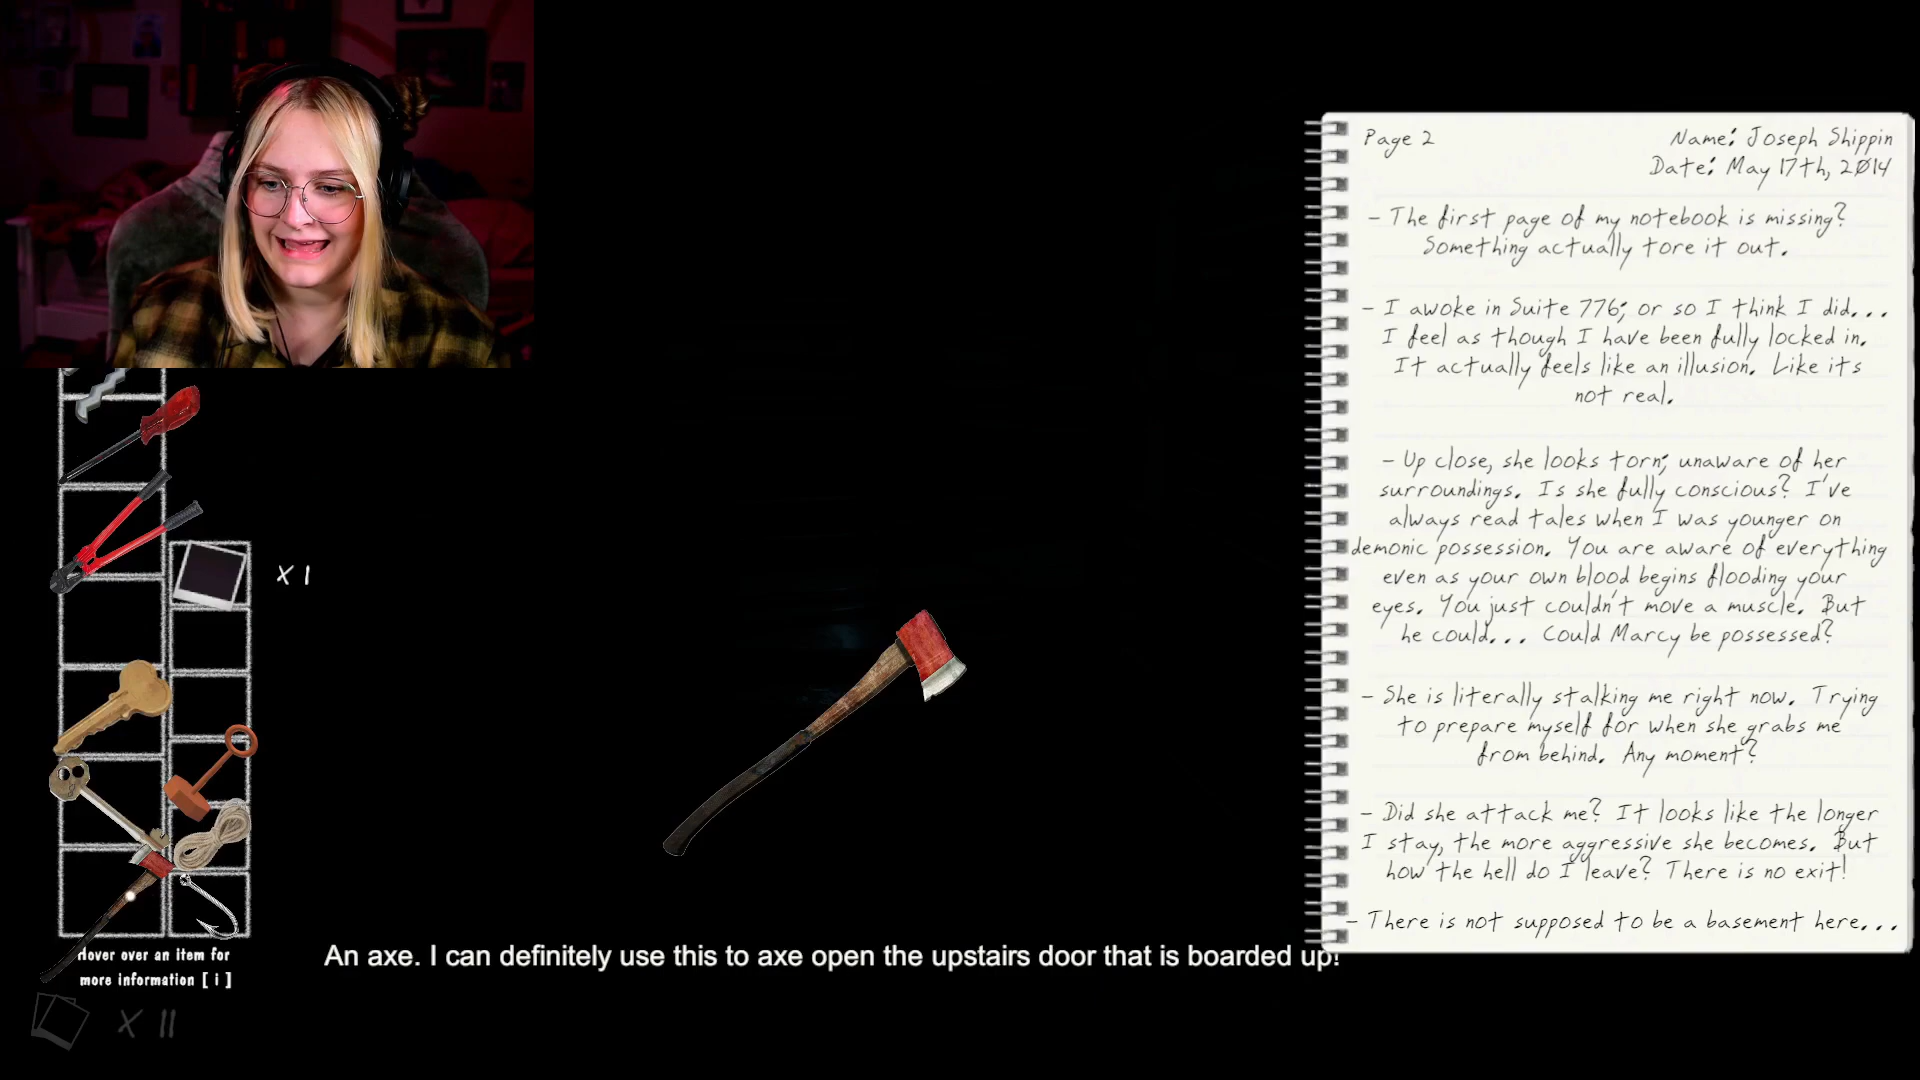 Page 2
Name: Joseph Shippin
Date: May 17th, 2014
- The first page of my notebook is missing?
Something actually tore it out.
- I awoke in Suite 776; or so I think I did...
I feel as though I have been fully locked in.
It actually feels like an illusion. Like it's
not real.
- Up close, she looks torn; unaware of her
surroundings. Is she fully conscious? I've
always read tales when I was younger on
demonic possession. You are aware of everything
even as your own blood begins flooding your
eyes. You just couldn't move a muscle. But
he could... Could Marcy be possessed?
- She is literally stalking me right now. Trying
to prepare myself for when she grabs me
from behind. Any moment?
- Did she attack me? It looks like the longer
I stay, the more aggressive she becomes. But
how the hell do I leave? There is no exit!
- There is not supposed to be a basement here...
X 1
Hover over an item for
more information [ i ]
An axe. I can definitely use this to axe open the upstairs door that is boarded up!
X 11